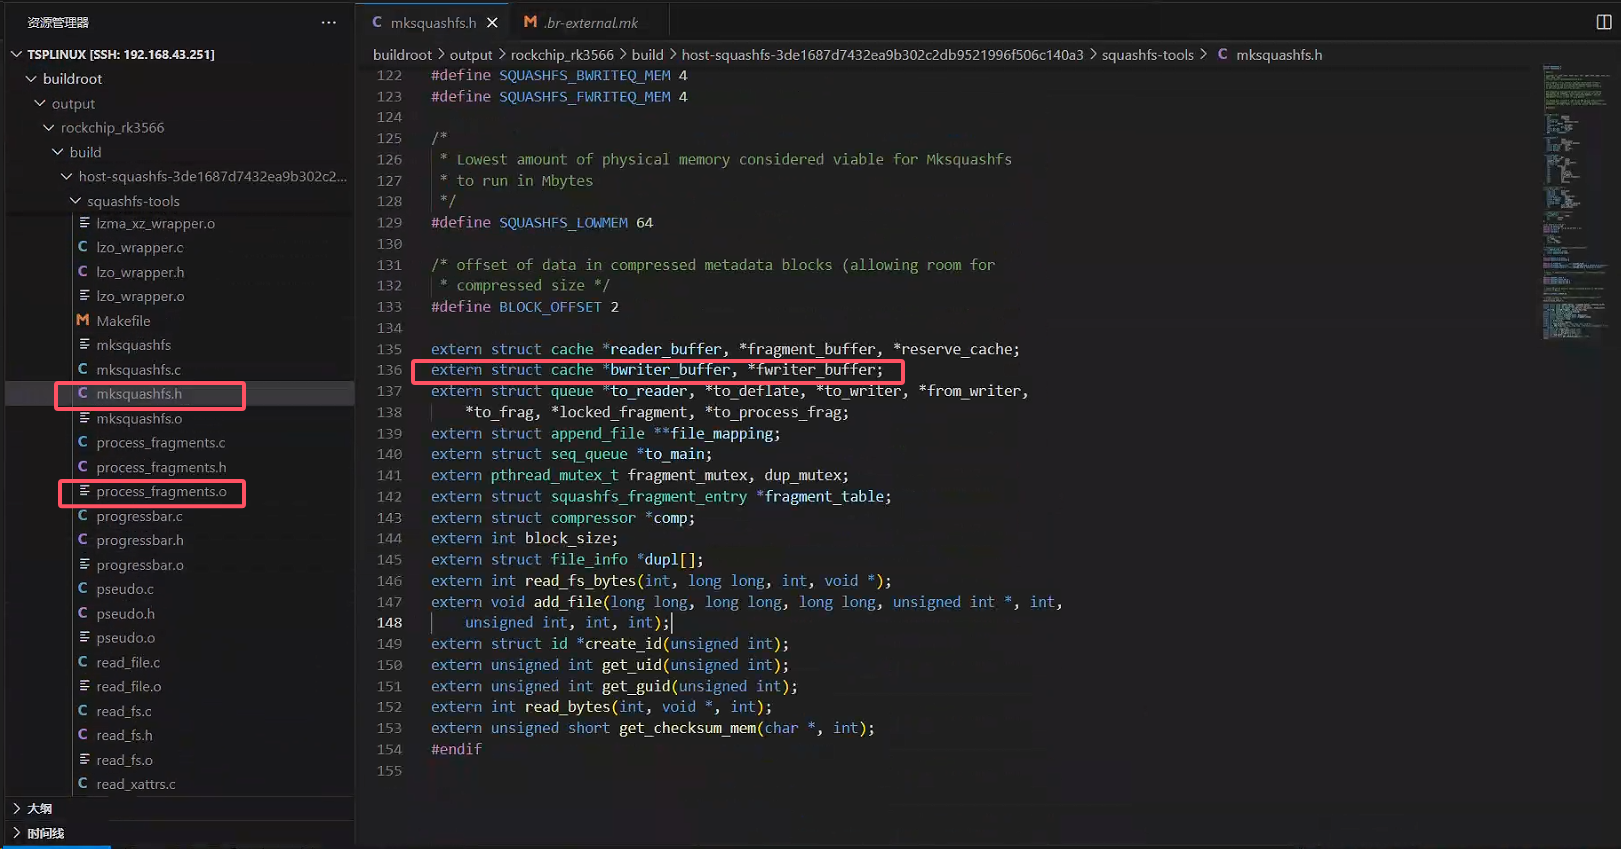 资源管理器
TSPLINUX [SSH: 192.168.43.251]
buildroot
output
rockchip_rk3566
build
host-squashfs-3de1687d7432ea9b302c2...
squashfs-tools
lzma_xz_wrapper.o
C lzo_wrapper.c
C lzo_wrapper.h
lzo_wrapper.o
M Makefile
mksquashfs
C mksquashfs.c
C mksquashfs.h
mksquashfs.o
C process_fragments.c
C process_fragments.h
process_fragments.o
C progressbar.c
C progressbar.h
progressbar.o
C pseudo.c
C pseudo.h
pseudo.o
C read_file.c
read_file.o
C read_fs.c
C read_fs.h
read_fs.o
C read_xattrs.c
大纲
时间线
C mksquashfs.h
M .br-external.mk
buildroot > output > rockchip_rk3566 > build > host-squashfs-3de1687d7432ea9b302c2db9521996f506c140a3 > squashfs-tools > C mksquashfs.h
122 #define SQUASHFS_BWRITEQ_MEM 4
123 #define SQUASHFS_FWRITEQ_MEM 4
124
125 /*
126 * Lowest amount of physical memory considered viable for Mksquashfs
127 * to run in Mbytes
128 */
129 #define SQUASHFS_LOWMEM 64
130
131 /* offset of data in compressed metadata blocks (allowing room for
132 * compressed size */
133 #define BLOCK_OFFSET 2
134
135 extern struct cache *reader_buffer, *fragment_buffer, *reserve_cache;
136 extern struct cache *bwriter_buffer, *fwriter_buffer;
137 extern struct queue *to_reader, *to_deflate, *to_writer, *from_writer,
138 *to_frag, *locked_fragment, *to_process_frag;
139 extern struct append_file **file_mapping;
140 extern struct seq_queue *to_main;
141 extern pthread_mutex_t fragment_mutex, dup_mutex;
142 extern struct squashfs_fragment_entry *fragment_table;
143 extern struct compressor *comp;
144 extern int block_size;
145 extern struct file_info *dupl[];
146 extern int read_fs_bytes(int, long long, int, void *);
147 extern void add_file(long long, long long, long long, unsigned int *, int,
148 unsigned int, int, int);
149 extern struct id *create_id(unsigned int);
150 extern unsigned int get_uid(unsigned int);
151 extern unsigned int get_guid(unsigned int);
152 extern int read_bytes(int, void *, int);
153 extern unsigned short get_checksum_mem(char *, int);
154 #endif
155